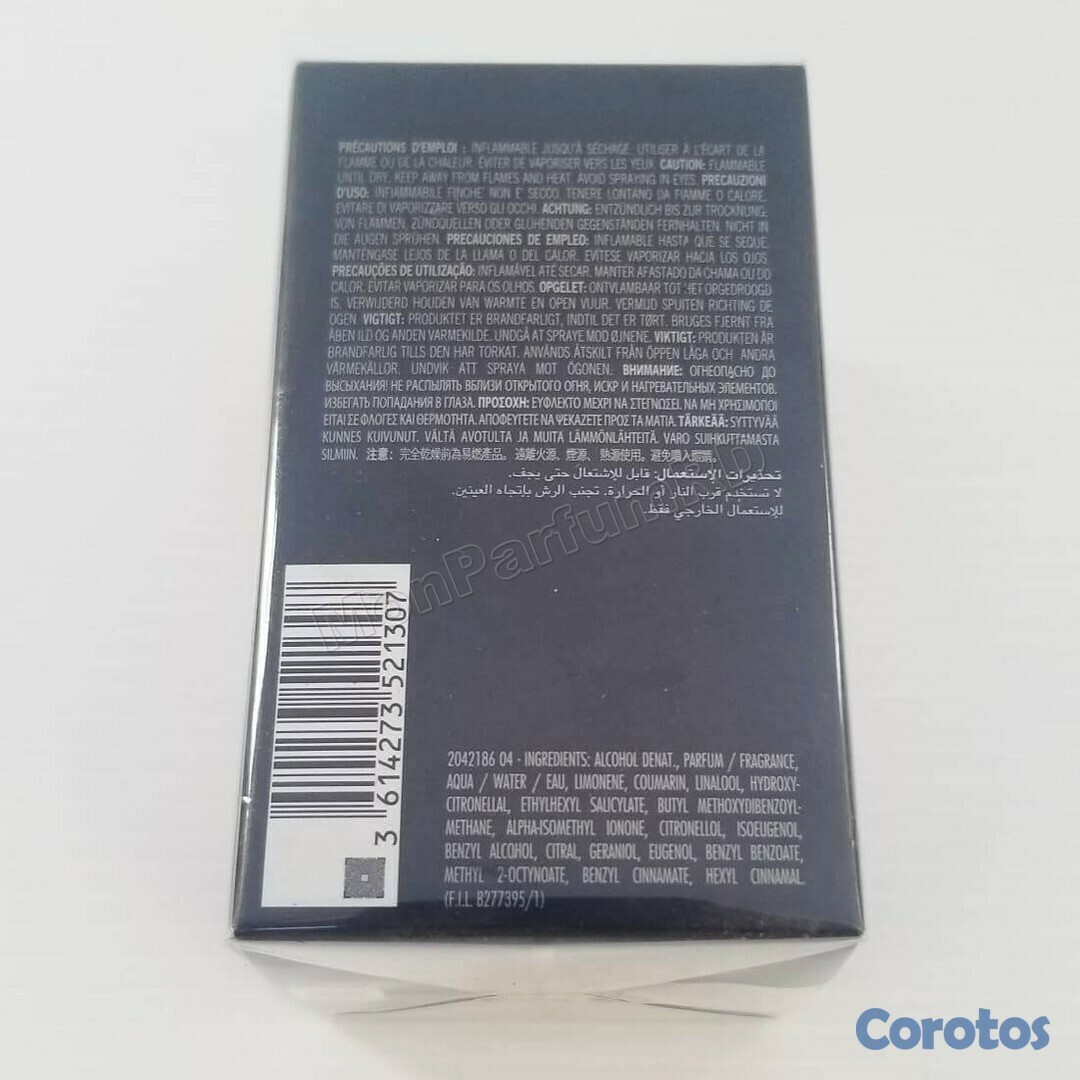 PRÉCAUTIONS D'EMPLOI : INFLAMMABLE JUSQU'À SÉCHAGE. UTILISER À L'ÉCART DE LA
FLAMME OU DE LA CHALEUR. ÉVITER DE VAPORISER VERS LES YEUX. CAUTION: FLAMMABLE
UNTIL DRY. KEEP AWAY FROM FLAMES AND HEAT. AVOID SPRAYING IN EYES. PRECAUZIONI
D'USO: INFIAMMABILE FINCHE' NON E' SECCO. TENERE LONTANO DA FIAMME O CALORE.
EVITARE DI VAPORIZZARE VERSO GLI OCCHI. ACHTUNG: ENTZÜNDLICH BIS ZUR TROCKNUNG.
VON FLAMMEN, ZÜNDQUELLEN ODER GLÜHENDEN GEGENSTÄNDEN FERNHALTEN. NICHT IN
DIE AUGEN SPRÜHEN. PRECAUCIONES DE EMPLEO: INFLAMABLE HASTA QUE SE SEQUE.
MANTÉNGASE LEJOS DE LA LLAMA O DEL CALOR. EVÍTESE VAPORIZAR HACIA LOS OJOS.
PRECAUÇÕES DE UTILIZAÇÃO: INFLAMÁVEL ATÉ SECAR. MANTER AFASTADO DA CHAMA OU DO
CALOR. EVITAR VAPORIZAR PARA OS OLHOS. OPGELET: ONTVLAMBAAR TOT HET OPGEDROOGD
IS. VERWIJDERD HOUDEN VAN WARMTE EN OPEN VUUR. VERMIJD SPUITEN RICHTING DE
OGEN. VIGTIGT: PRODUKTET ER BRANDFARLIGT, INDTIL DET ER TØRT. BRUGES FJERNT FRA
ÅBEN ILD OG ANDEN VARMEKILDE. UNDGÅ AT SPRAYE MOD ØJNENE. VIKTIGT: PRODUKTEN ÄR
BRANDFARLIG TILLS DEN HAR TORKAT. ANVÄNDS ÅTSKILT FRÅN ÖPPEN LÅGA OCH ANDRA
VÄRMEKÄLLOR. UNDVIK ATT SPRAYA MOT ÖGONEN. ВНИМАНИЕ: ОГНЕОПАСНО ДО
ВЫСЫХАНИЯ! НЕ РАСПЫЛЯТЬ ВБЛИЗИ ОТКРЫТОГО ОГНЯ, ИСКР И НАГРЕВАТЕЛЬНЫХ ЭЛЕМЕНТОВ.
ИЗБЕГАТЬ ПОПАДАНИЯ В ГЛАЗА. ΠΡΟΣΟΧΗ: ΕΥΦΛΕΚΤΟ ΜΕΧΡΙ ΝΑ ΣΤΕΓΝΩΣΕΙ. ΝΑ ΜΗ ΧΡΗΣΙΜΟΠΟΙ
ΕΙΤΑΙ ΣΕ ΦΛΟΓΕΣ ΚΑΙ ΘΕΡΜΟΤΗΤΑ. ΑΠΟΦΕΥΓΕΤΕ ΝΑ ΨΕΚΑΖΕΤΕ ΠΡΟΣ ΤΑ ΜΑΤΙΑ. TÄRKEÄÄ: SYTTYVÄÄ
KUNNES KUIVUNUT. VÄLTÄ AVOTULTA JA MUITA LÄMMÖNLÄHTEITÄ. VARO SUIHKUTTAMASTA
SILMIIN. 注意: 完全乾燥前為易燃產品。遠離火源、煙源、熱源使用。避免噴入眼睛。
تحذيرات الإستعمال: قابل للإشتعال حتى يجف.
لا تستخدم قرب النار أو الحرارة. تجنب الرش بإتجاه العينين.
للإستعمال الخارجي فقط.
MonParfumRD
3 614273 521307
2042186 04 - INGREDIENTS: ALCOHOL DENAT., PARFUM / FRAGRANCE,
AQUA / WATER / EAU, LIMONENE, COUMARIN, LINALOOL, HYDROXY-
CITRONELLAL, ETHYLHEXYL SALICYLATE, BUTYL METHOXYDIBENZOYL-
METHANE, ALPHA-ISOMETHYL IONONE, CITRONELLOL, ISOEUGENOL,
BENZYL ALCOHOL, CITRAL, GERANIOL, EUGENOL, BENZYL BENZOATE,
METHYL 2-OCTYNOATE, BENZYL CINNAMATE, HEXYL CINNAMAL.
(F.I.L. B277395/1)
Corotos